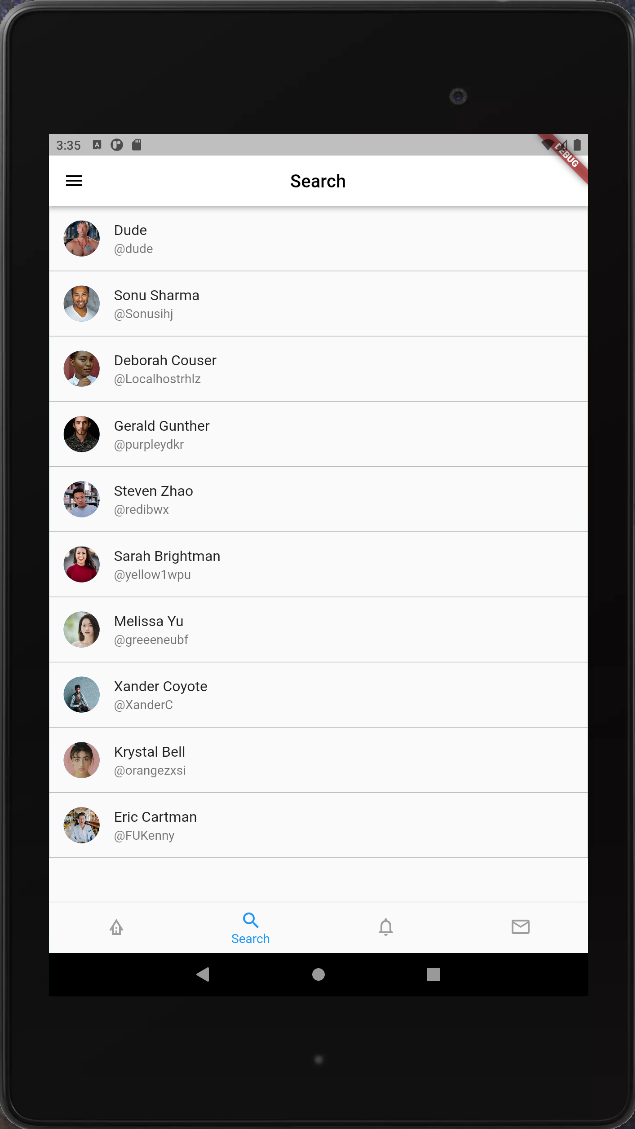 3:35
DEBUG
Search
Dude
@dude
Sonu Sharma
@Sonusihj
Deborah Couser
@Localhostrhlz
Gerald Gunther
@purpleydkr
Steven Zhao
@redibwx
Sarah Brightman
@yellow1wpu
Melissa Yu
@greeeneubf
Xander Coyote
@XanderC
Krystal Bell
@orangezxsi
Eric Cartman
@FUKenny
Search